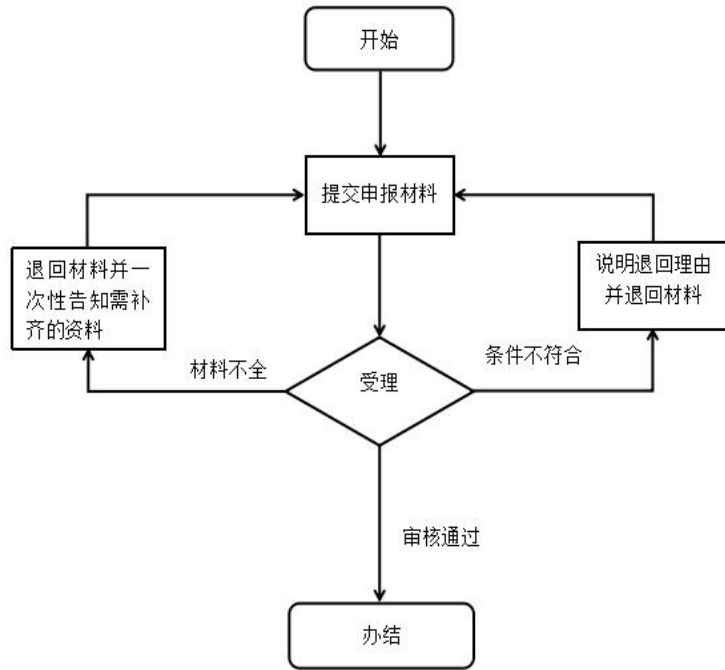 开始
提交申报材料
退回材料并一
次性告知需补
齐的资料
说明退回理由
并退回材料
材料不全
受理
条件不符合
审核通过
办结